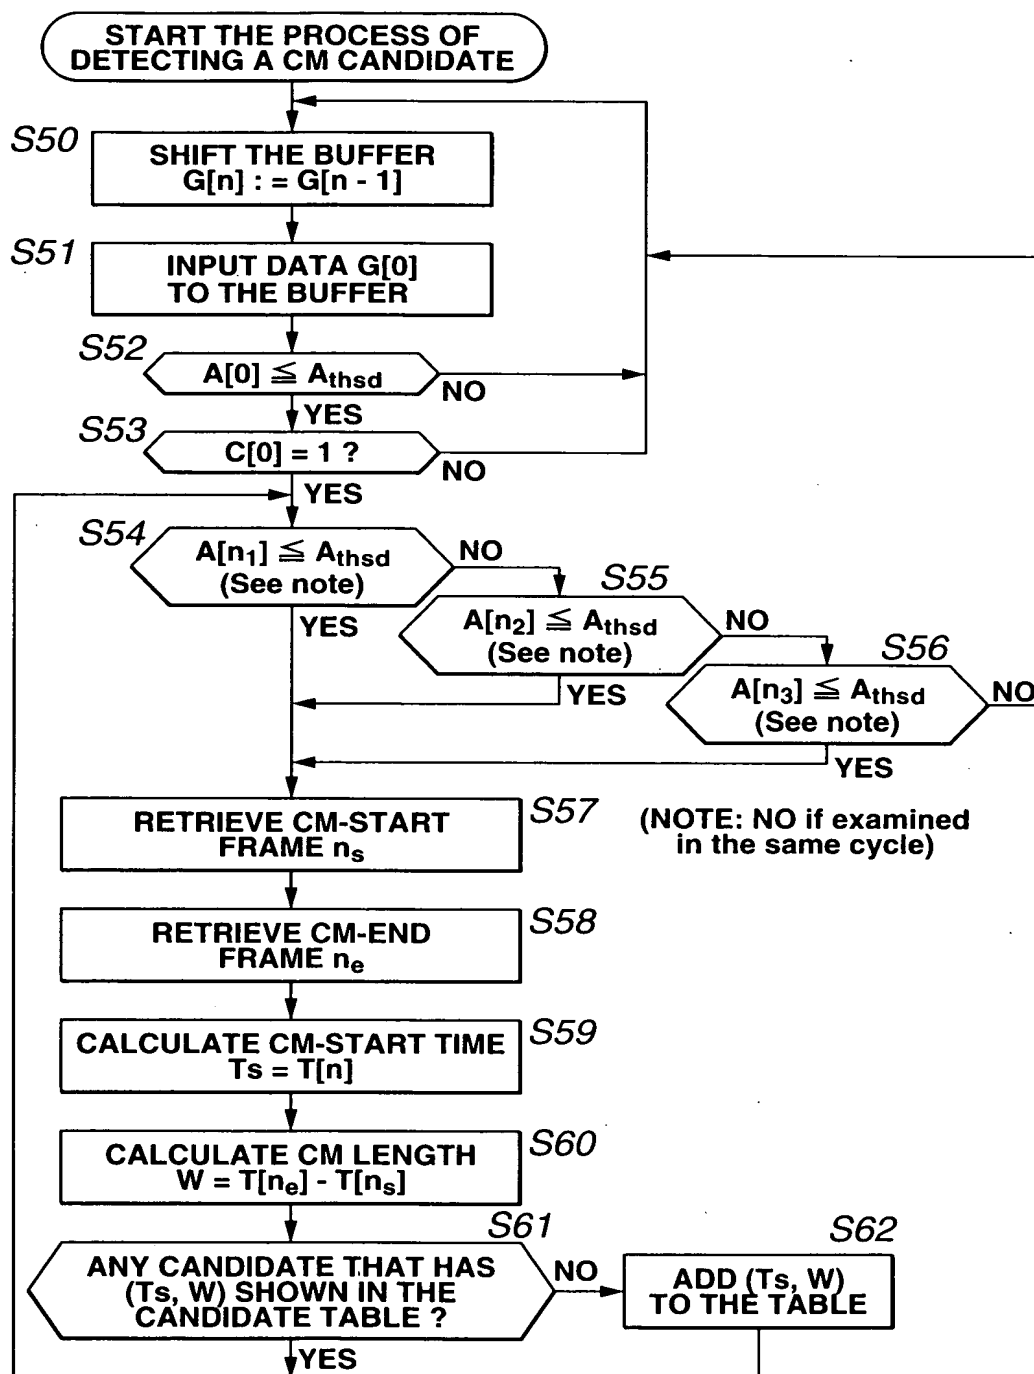 START THE PROCESS OF
DETECTING A CM CANDIDATE
S50
SHIFT THE BUFFER
G[n] : = G[n - 1]
S51
INPUT DATA G[0]
TO THE BUFFER
S52
A[0] ≦ Athsd
NO
YES
S53
C[0] = 1 ?
NO
YES
S54
A[n1] ≦ Athsd
(See note)
NO
YES
S55
A[n2] ≦ Athsd
(See note)
NO
YES
S56
A[n3] ≦ Athsd
(See note)
NO
YES
S57
RETRIEVE CM-START
FRAME ns
(NOTE: NO if examined
in the same cycle)
S58
RETRIEVE CM-END
FRAME ne
S59
CALCULATE CM-START TIME
Ts = T[n]
S60
CALCULATE CM LENGTH
W = T[ne] - T[ns]
S61
ANY CANDIDATE THAT HAS
(Ts, W) SHOWN IN THE
CANDIDATE TABLE ?
NO
YES
S62
ADD (Ts, W)
TO THE TABLE